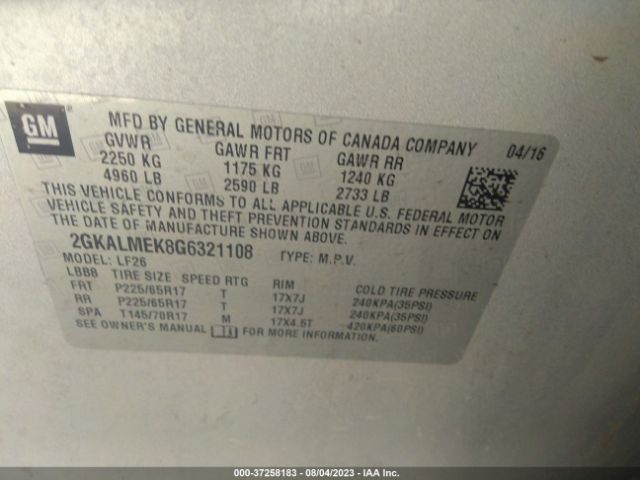 GM
MFD BY GENERAL MOTORS OF CANADA COMPANY 04/16
GVWR GAWR FRT GAWR RR
2250 KG 1175 KG 1240 KG
4960 LB 2590 LB 2733 LB
THIS VEHICLE CONFORMS TO ALL APPLICABLE U.S. FEDERAL MOTOR
VEHICLE SAFETY AND THEFT PREVENTION STANDARDS IN EFFECT ON
THE DATE OF MANUFACTURE SHOWN ABOVE.
2GKALMEK8G6321108 TYPE: M.P.V.
MODEL: LF26
LBB8 TIRE SIZE SPEED RTG RIM COLD TIRE PRESSURE
FRT P225/65R17 T 17X7J 240KPA(35PSI)
RR P225/65R17 T 17X7J 240KPA(35PSI)
SPA T145/70R17 M 17X4.5T 420KPA(60PSI)
SEE OWNER'S MANUAL FOR MORE INFORMATION.
000-37258183 - 08/04/2023 - IAAI.com